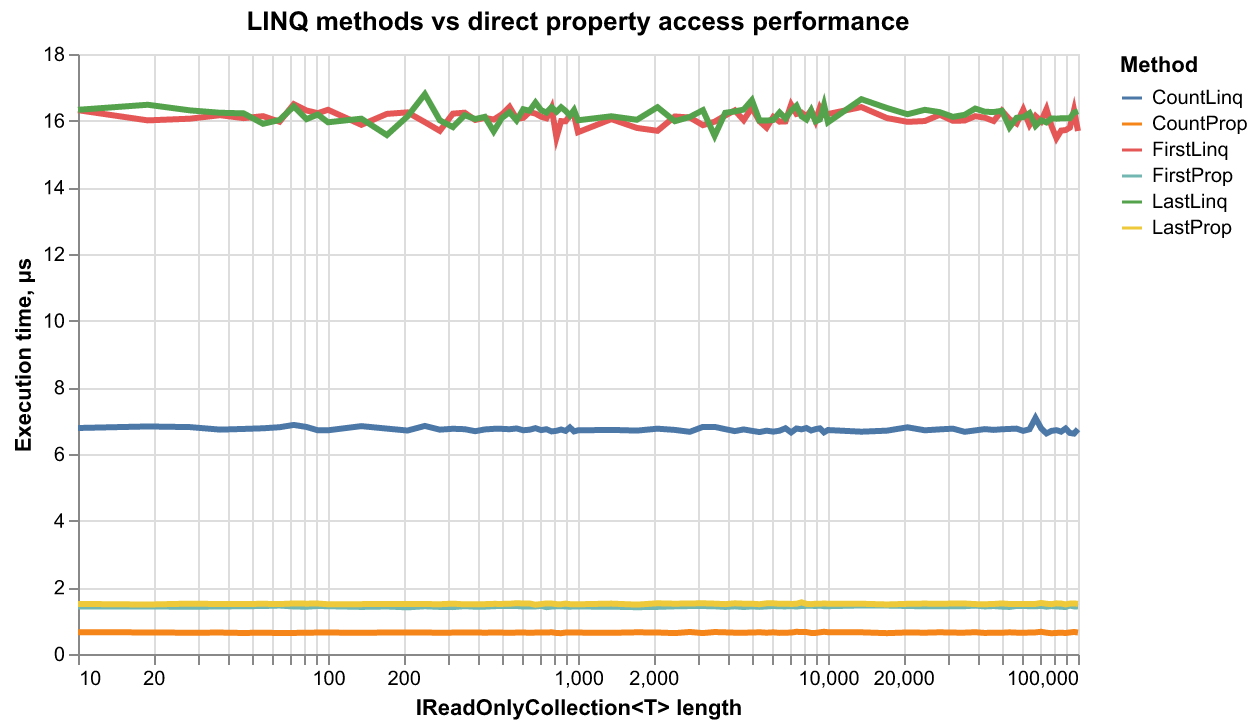 LINQ methods vs direct property access performance
Execution time, µs
18
16
14
12
10
8
6
4
2
0
10 20 100 200 1,000 2,000 10,000 20,000 100,000
IReadOnlyCollection<T> length
Method
CountLinq
CountProp
FirstLinq
FirstProp
LastLinq
LastProp